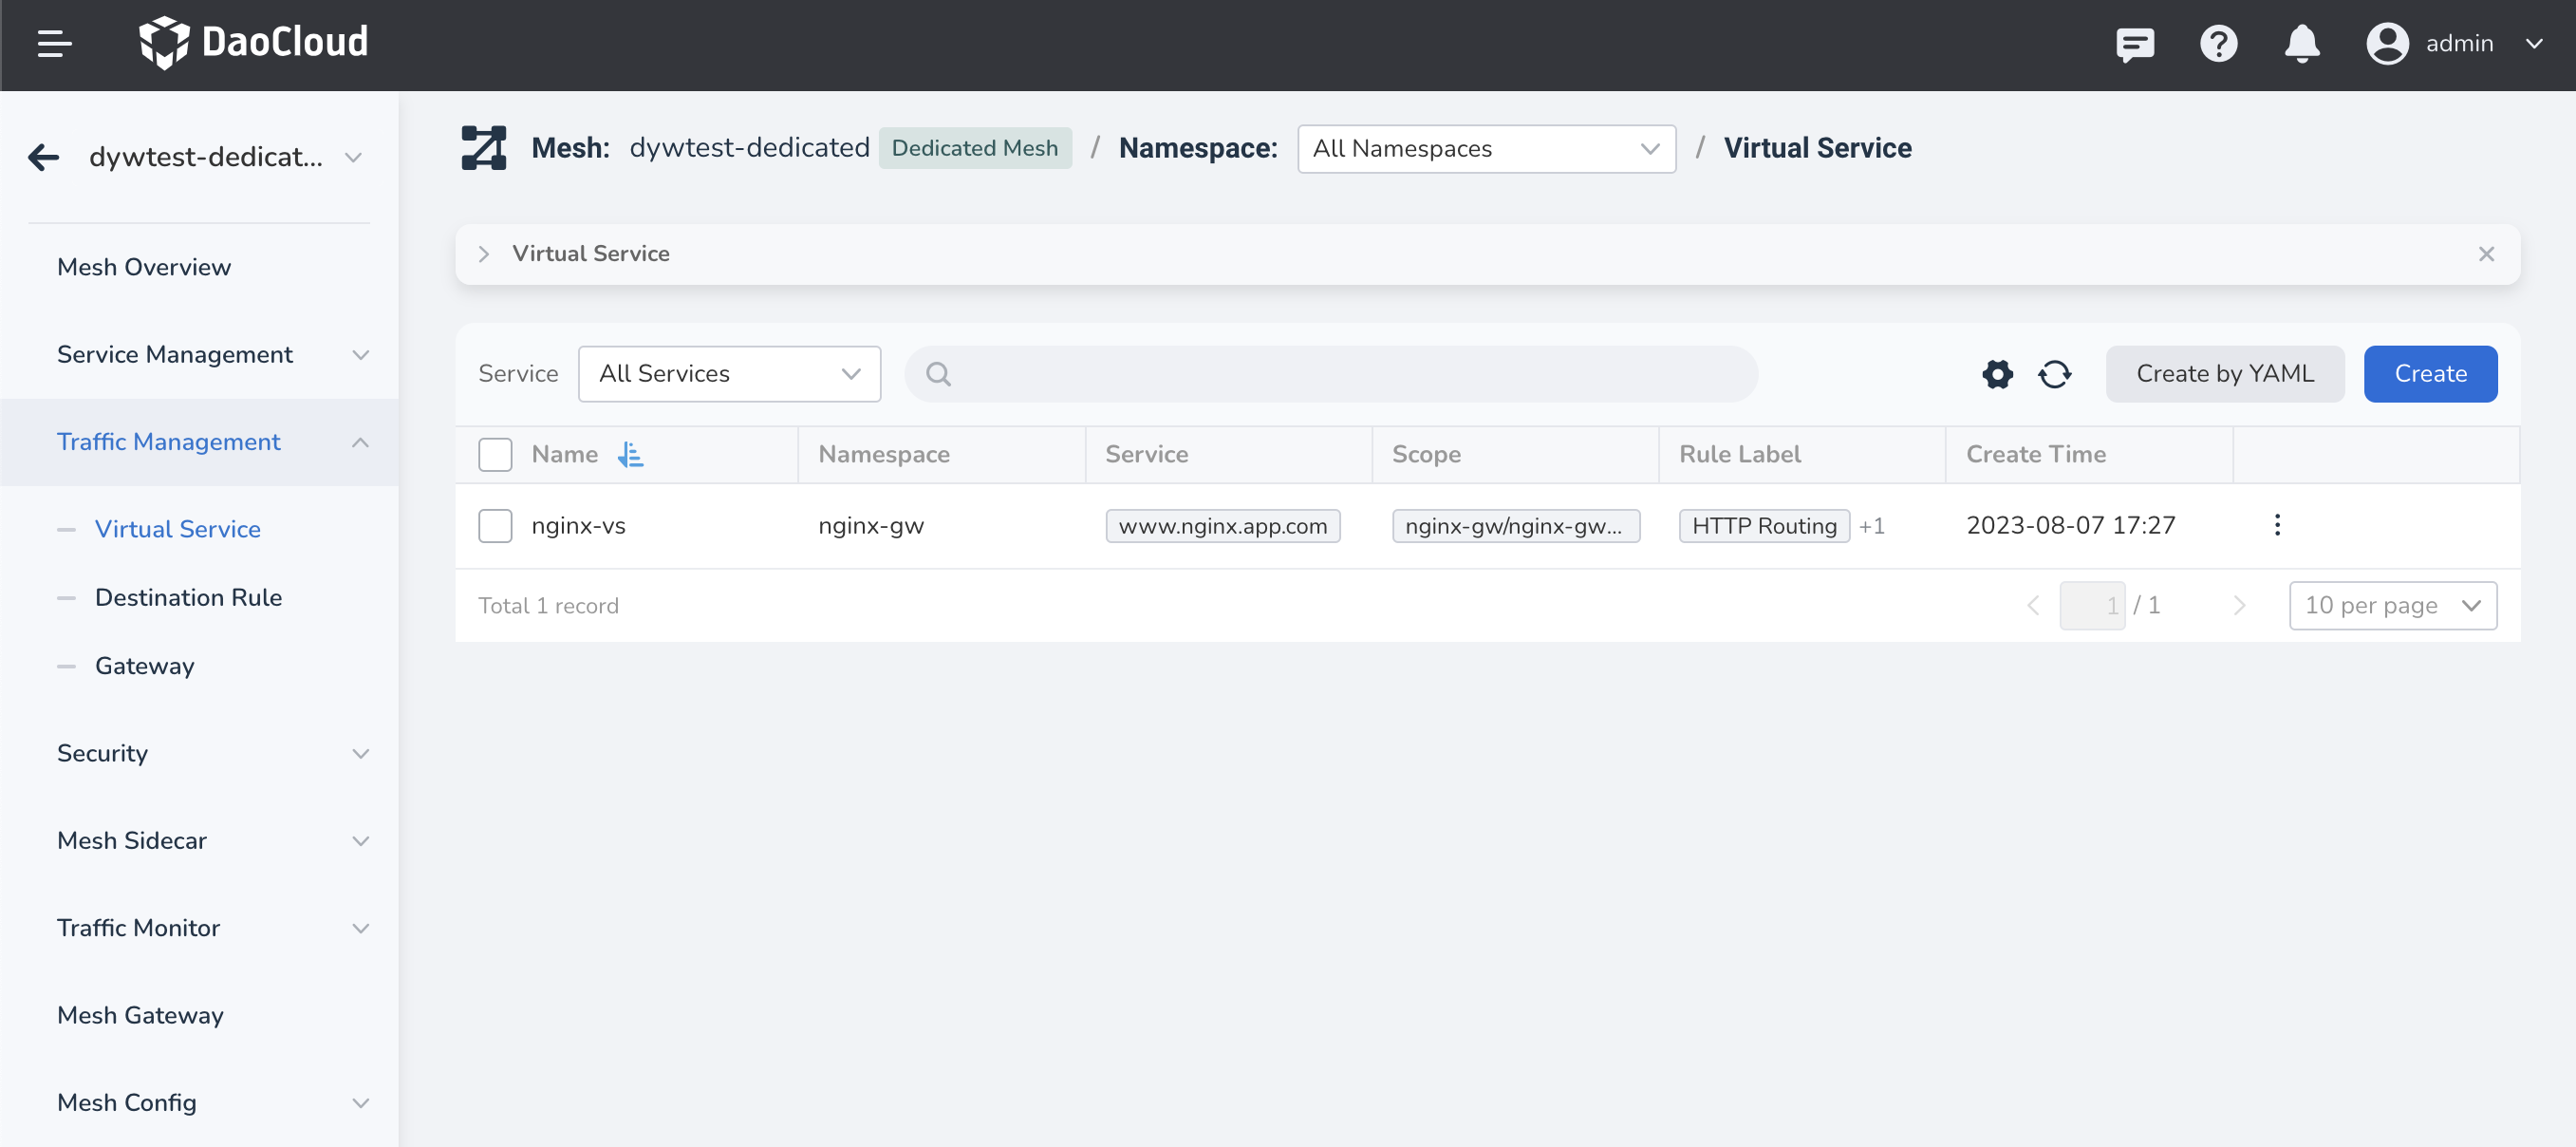 DaoCloud
admin
dywtest-dedicat...
Mesh: dywtest-dedicated Dedicated Mesh / Namespace: All Namespaces / Virtual Service
Mesh Overview
Service Management
Traffic Management
Virtual Service
Destination Rule
Gateway
Security
Mesh Sidecar
Traffic Monitor
Mesh Gateway
Mesh Config
Virtual Service
Service All Services Create by YAML Create
Name Namespace Service Scope Rule Label Create Time
nginx-vs nginx-gw www.nginx.app.com nginx-gw/nginx-gw... HTTP Routing +1 2023-08-07 17:27
Total 1 record 1 / 1 10 per page